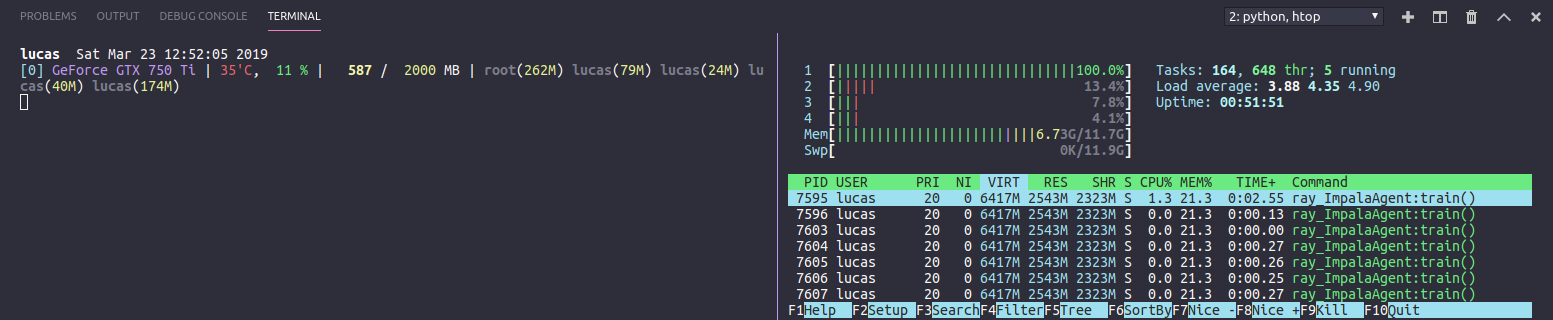 PROBLEMS OUTPUT DEBUG CONSOLE TERMINAL 2: python, htop
lucas Sat Mar 23 12:52:05 2019
[0] GeForce GTX 750 Ti | 35'C, 11 % | 587 / 2000 MB | root(262M) lucas(79M) lucas(24M) lu
cas(40M) lucas(174M)
1 [||||||||||||||||||||||||||||||100.0%] Tasks: 164, 648 thr; 5 running
2 [||||| 13.4%] Load average: 3.88 4.35 4.90
3 [||| 7.8%] Uptime: 00:51:51
4 [||| 4.1%]
Mem[|||||||||||||||||||||||||6.73G/11.7G]
Swp[ 0K/11.9G]
PID USER PRI NI VIRT RES SHR S CPU% MEM% TIME+ Command
7595 lucas 20 0 6417M 2543M 2323M S 1.3 21.3 0:02.55 ray_ImpalaAgent:train()
7596 lucas 20 0 6417M 2543M 2323M S 0.0 21.3 0:00.13 ray_ImpalaAgent:train()
7603 lucas 20 0 6417M 2543M 2323M S 0.0 21.3 0:00.00 ray_ImpalaAgent:train()
7604 lucas 20 0 6417M 2543M 2323M S 0.0 21.3 0:00.27 ray_ImpalaAgent:train()
7605 lucas 20 0 6417M 2543M 2323M S 0.0 21.3 0:00.26 ray_ImpalaAgent:train()
7606 lucas 20 0 6417M 2543M 2323M S 0.0 21.3 0:00.25 ray_ImpalaAgent:train()
7607 lucas 20 0 6417M 2543M 2323M S 0.0 21.3 0:00.27 ray_ImpalaAgent:train()
F1Help F2Setup F3SearchF4FilterF5Tree F6SortByF7Nice -F8Nice +F9Kill F10Quit